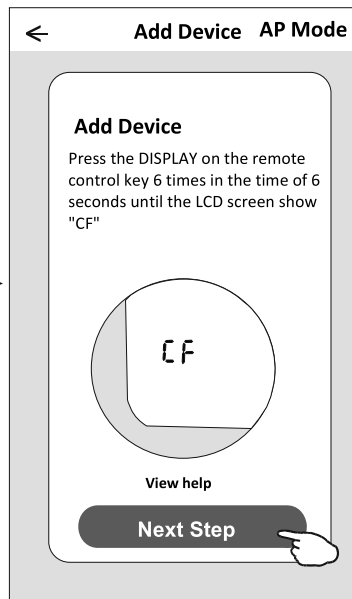 Add Device AP Mode
Add Device
Press the DISPLAY on the remote
control key 6 times in the time of 6
seconds until the LCD screen show
"CF"
CF
View help
Next Step